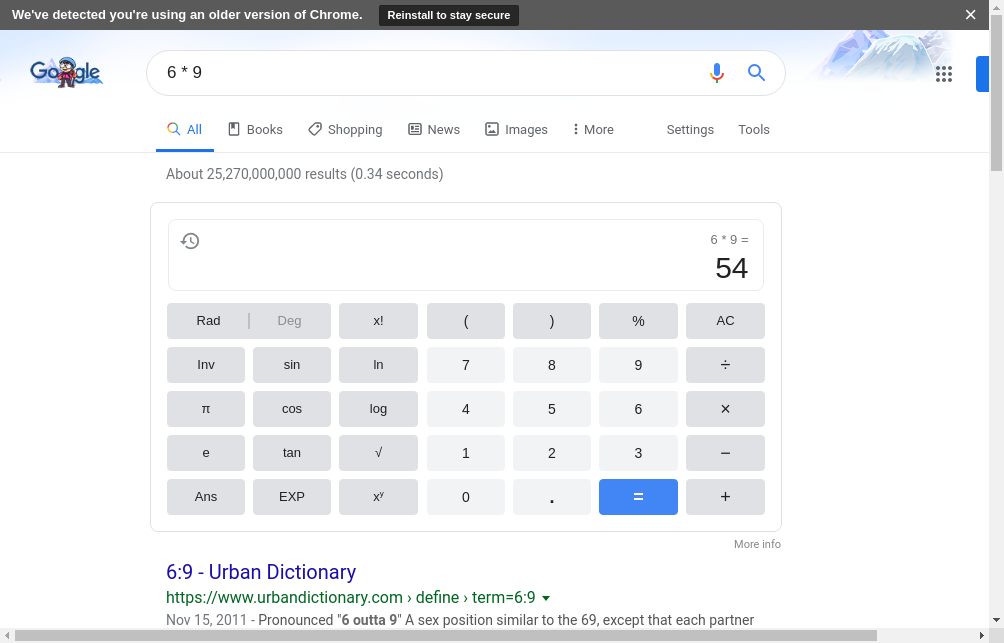 We've detected you're using an older version of Chrome. Reinstall to stay secure ×
Google 6 * 9
All Books Shopping News Images More Settings Tools
About 25,270,000,000 results (0.34 seconds)
6 * 9 =
54
Rad | Deg x! ( ) % AC
Inv sin ln 7 8 9 ÷
π cos log 4 5 6 ×
e tan √ 1 2 3 −
Ans EXP xʸ 0 . = +
More info
6:9 - Urban Dictionary
https://www.urbandictionary.com › define › term=6:9
Nov 15, 2011 - Pronounced "6 outta 9" A sex position similar to the 69, except that each partner